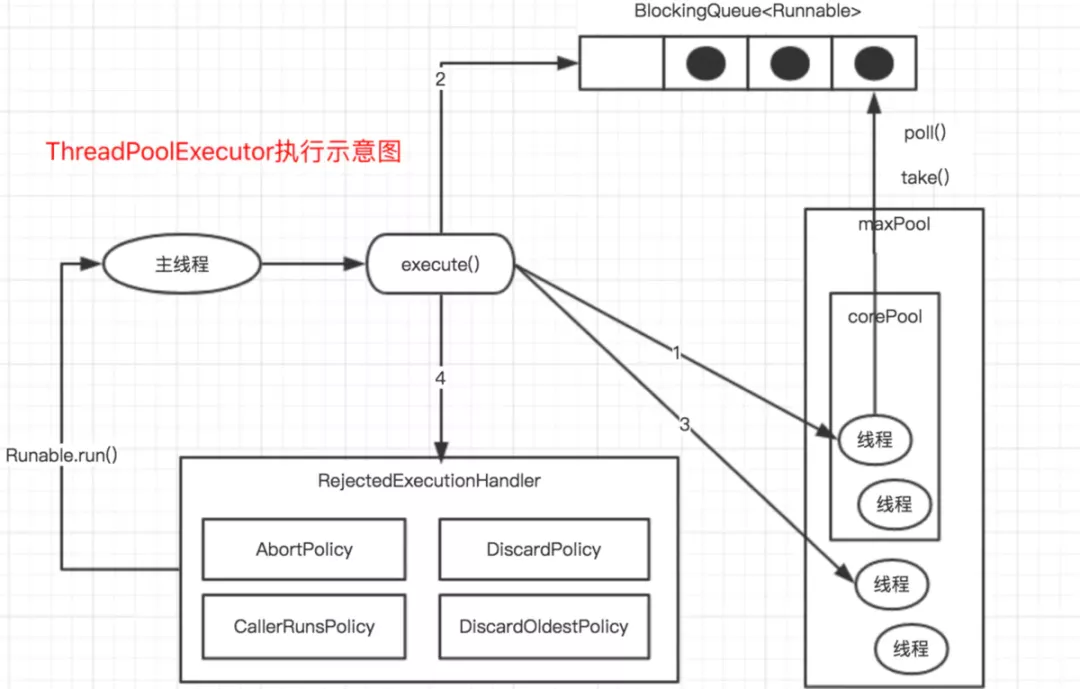 BlockingQueue<Runnable>
2
poll()
ThreadPoolExecutor执行示意图
take()
maxPool
主线程
execute()
corePool
1
4
3
线程
Runable.run()
RejectedExecutionHandler
线程
AbortPolicy
DiscardPolicy
线程
CallerRunsPolicy
DiscardOldestPolicy
线程